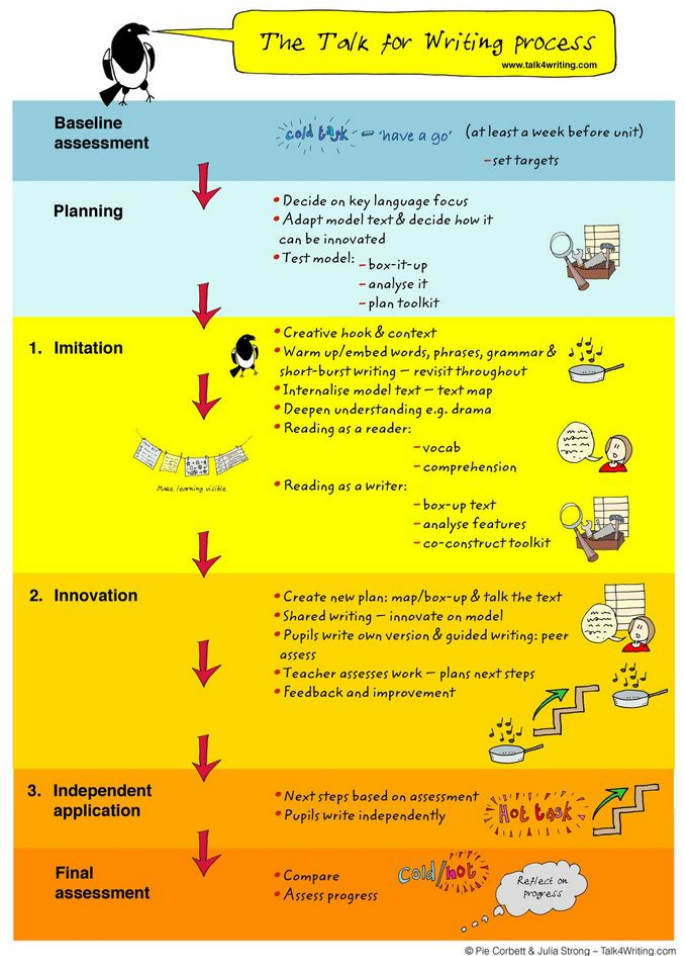 The Talk for Writing process
www.talk4writing.com
Baseline
assessment
cold task – 'have a go' (at least a week before unit)
– set targets
Planning
• Decide on key language focus
• Adapt model text & decide how it
can be innovated
• Test model: – box-it-up
– analyse it
– plan toolkit
1. Imitation
• Creative hook & context
• Warm up/embed words, phrases, grammar &
short-burst writing – revisit throughout
• Internalise model text – text map
• Deepen understanding e.g. drama
• Reading as a reader:
– vocab
– comprehension
Make learning visible
• Reading as a writer:
– box-up text
– analyse features
– co-construct toolkit
2. Innovation
• Create new plan: map/box-up & talk the text
• Shared writing – innovate on model
• Pupils write own version & guided writing: peer
assess
• Teacher assesses work – plans next steps
• Feedback and improvement
3. Independent
application
• Next steps based on assessment
• Pupils write independently
Hot task
Final
assessment
• Compare
• Assess progress
Cold/hot
Reflect on
progress
© Pie Corbett & Julia Strong – Talk4Writing.com